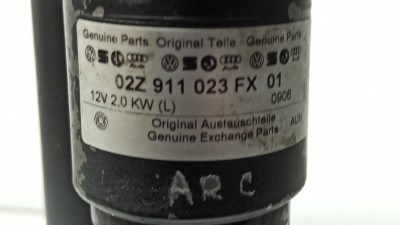 Genuine Parts Original Teile - Genuine Parts
02Z 911 023 FX 01
12V 2.0 KW (L) 0906
Original Austauschteile AUN
Genuine Exchange Parts
ARC